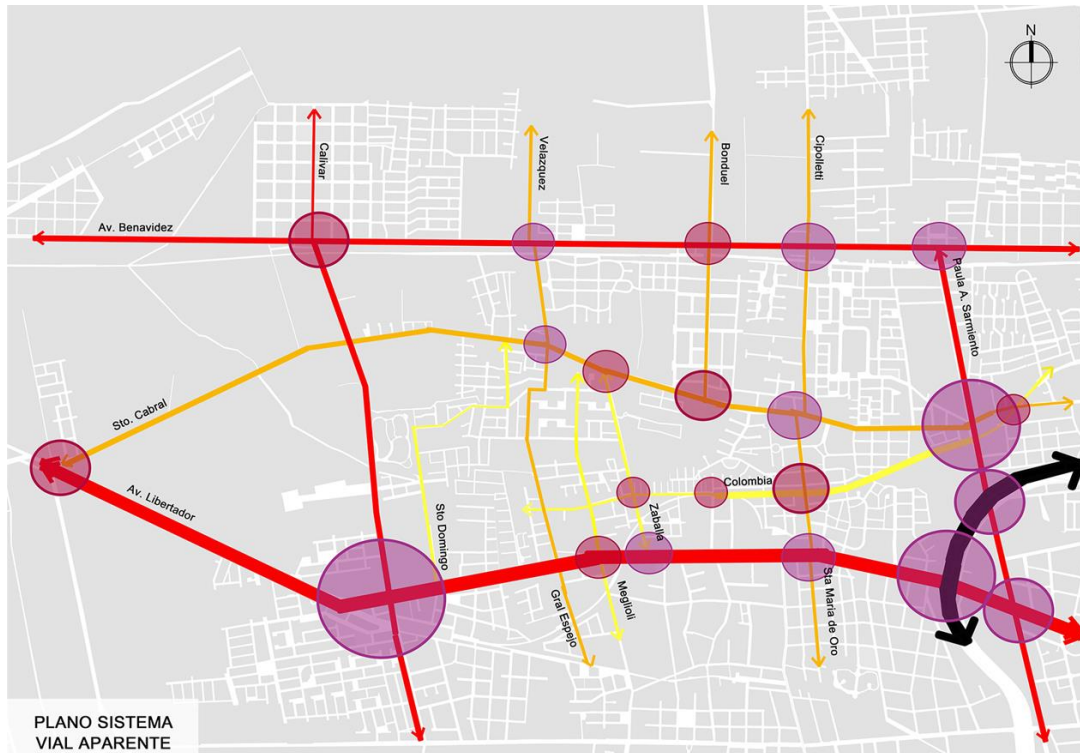 N
Calivar
Velazquez
Bonduel
Cipolletti
Av. Benavidez
Paula A. Sarmiento
Sto. Cabral
Av. Libertador
Sto Domingo
Colombia
Zaballa
Gral Espejo
Meglioli
Sta Maria de Oro
PLANO SISTEMA
VIAL APARENTE